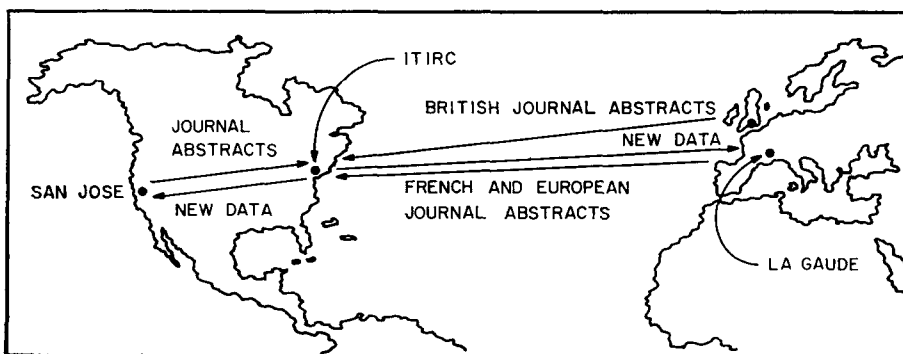 ITIRC
JOURNAL
ABSTRACTS
SAN JOSE
NEW DATA
BRITISH JOURNAL ABSTRACTS
NEW DATA
FRENCH AND EUROPEAN
JOURNAL ABSTRACTS
LA GAUDE